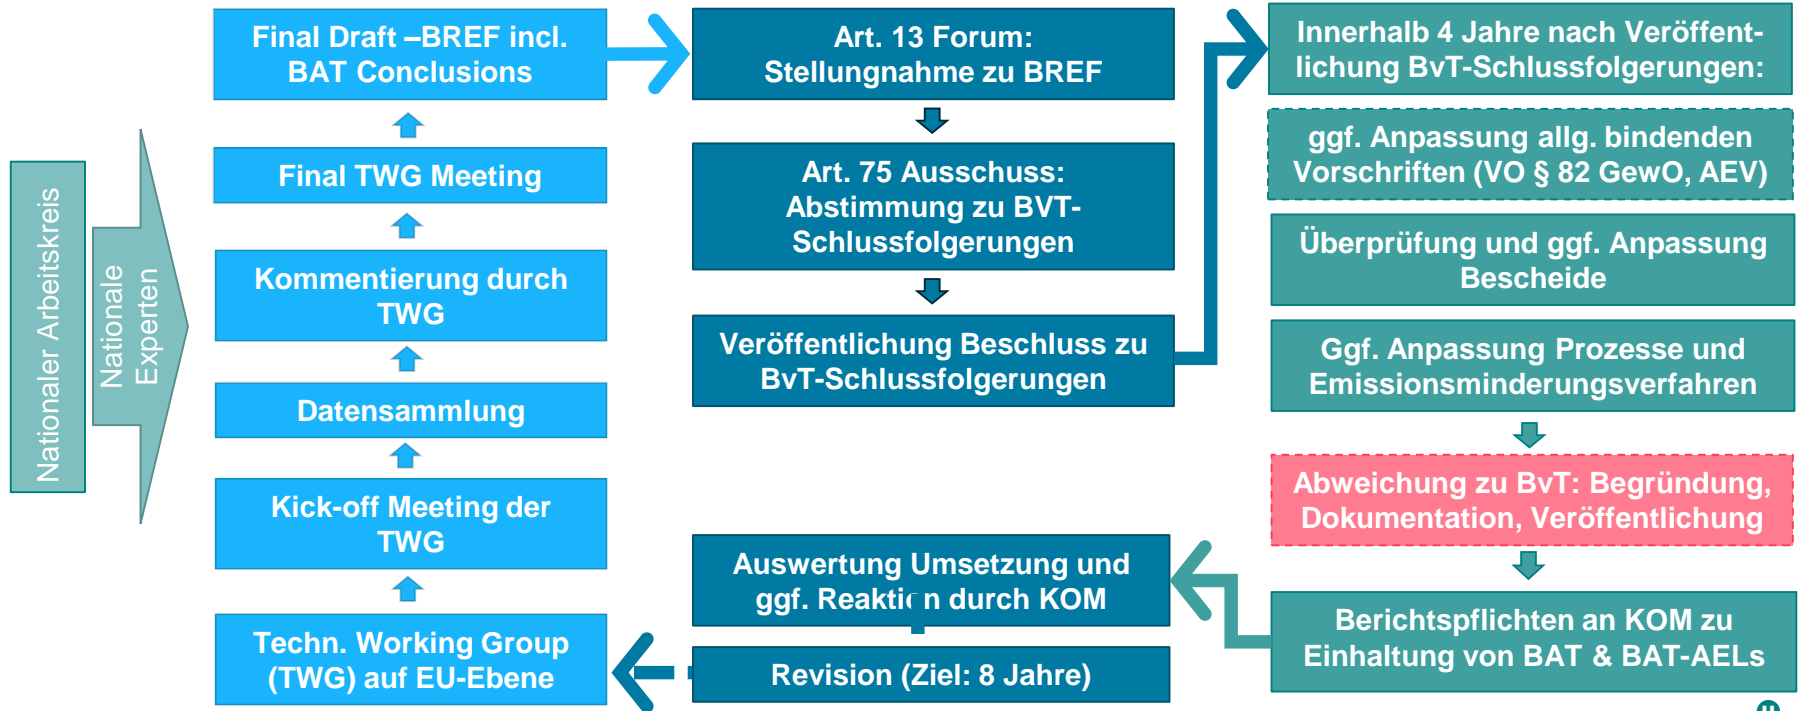 Nationaler Arbeitskreis
Nationale
Experten
Final Draft –BREF incl.
BAT Conclusions
Final TWG Meeting
Kommentierung durch
TWG
Datensammlung
Kick-off Meeting der
TWG
Techn. Working Group
(TWG) auf EU-Ebene
Art. 13 Forum:
Stellungnahme zu BREF
Art. 75 Ausschuss:
Abstimmung zu BVT-
Schlussfolgerungen
Veröffentlichung Beschluss zu
BvT-Schlussfolgerungen
Auswertung Umsetzung und
ggf. Reaktion durch KOM
Revision (Ziel: 8 Jahre)
Innerhalb 4 Jahre nach Veröffent-
lichung BvT-Schlussfolgerungen:
ggf. Anpassung allg. bindenden
Vorschriften (VO § 82 GewO, AEV)
Überprüfung und ggf. Anpassung
Bescheide
Ggf. Anpassung Prozesse und
Emissionsminderungsverfahren
Abweichung zu BvT: Begründung,
Dokumentation, Veröffentlichung
Berichtspflichten an KOM zu
Einhaltung von BAT & BAT-AELs